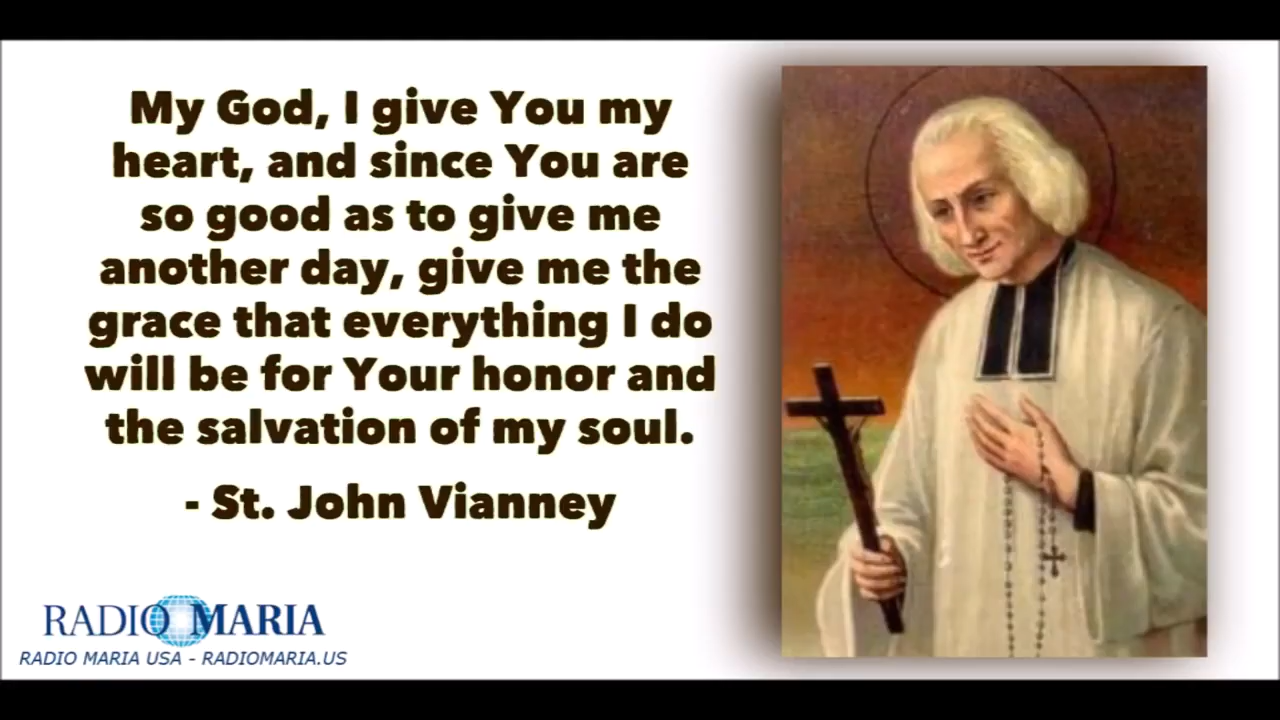 My God, I give You my
heart, and since You are
so good as to give me
another day, give me the
grace that everything I do
will be for Your honor and
the salvation of my soul.
- St. John Vianney
RADIO MARIA
RADIO MARIA USA - RADIOMARIA.US